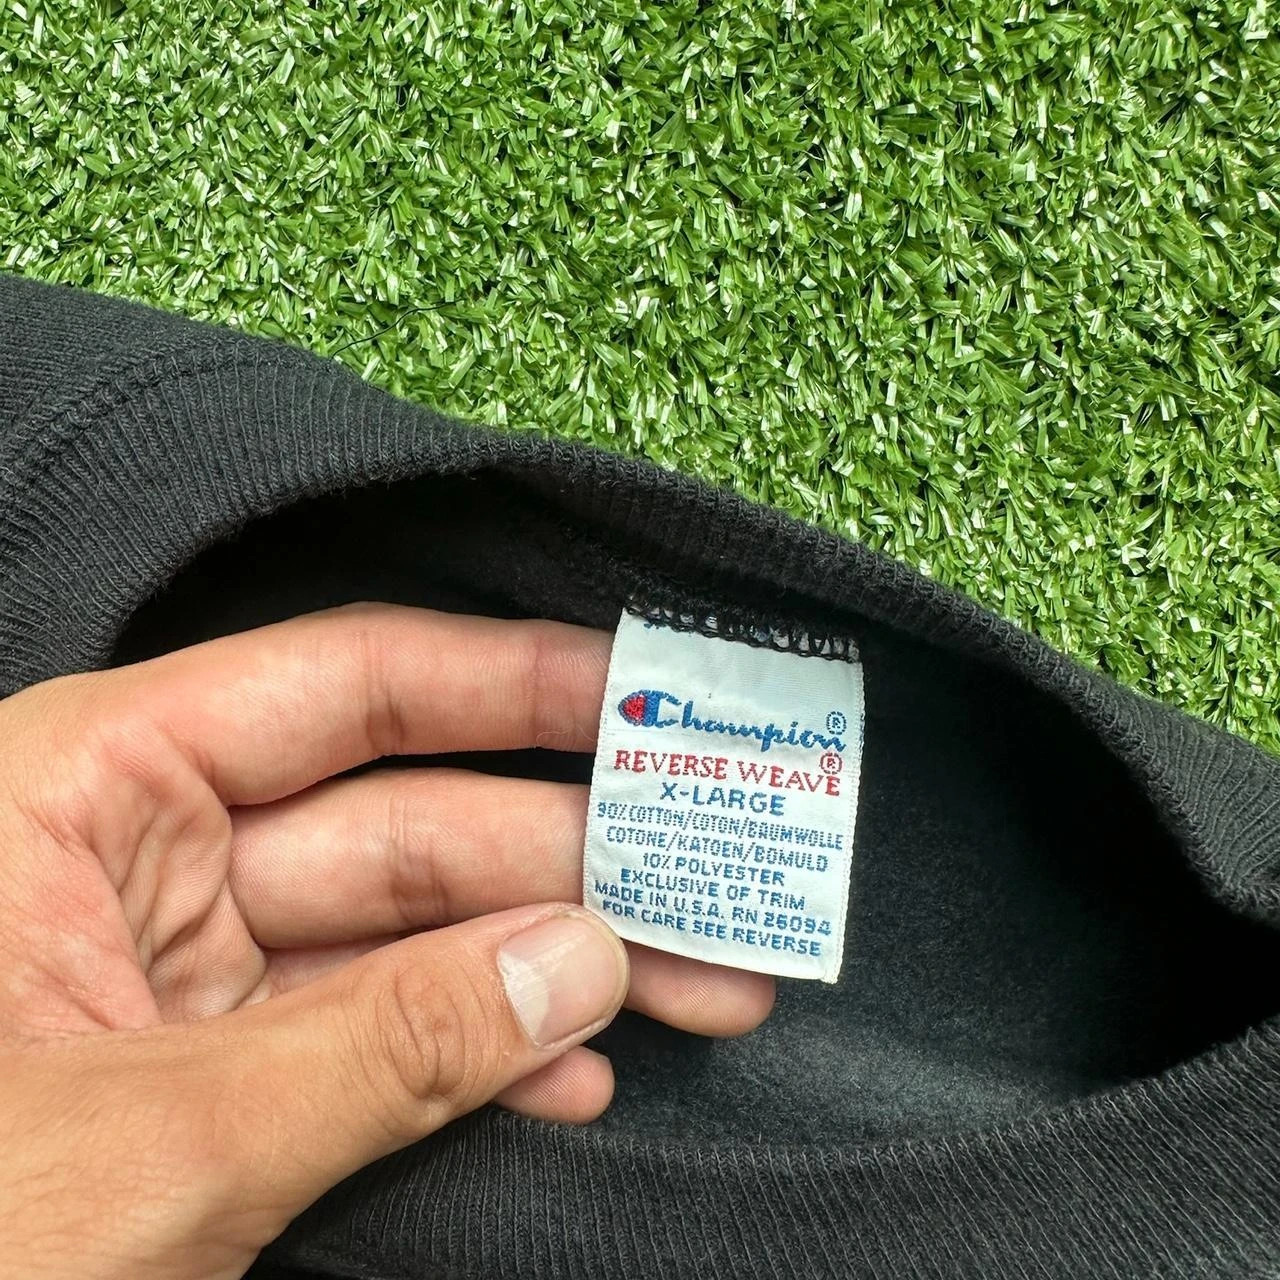 Champion®
REVERSE WEAVE®
X-LARGE
90% COTTON/COTON/BAUMWOLLE
COTONE/KATOEN/BOMULD
10% POLYESTER
EXCLUSIVE OF TRIM
MADE IN U.S.A. RN 26094
FOR CARE SEE REVERSE